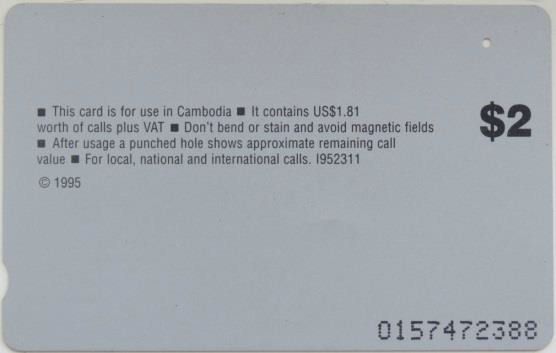 ■ This card is for use in Cambodia ■ It contains US$1.81
worth of calls plus VAT ■ Don't bend or stain and avoid magnetic fields
■ After usage a punched hole shows approximate remaining call
value ■ For local, national and international calls. I952311
© 1995
$2
0157472388